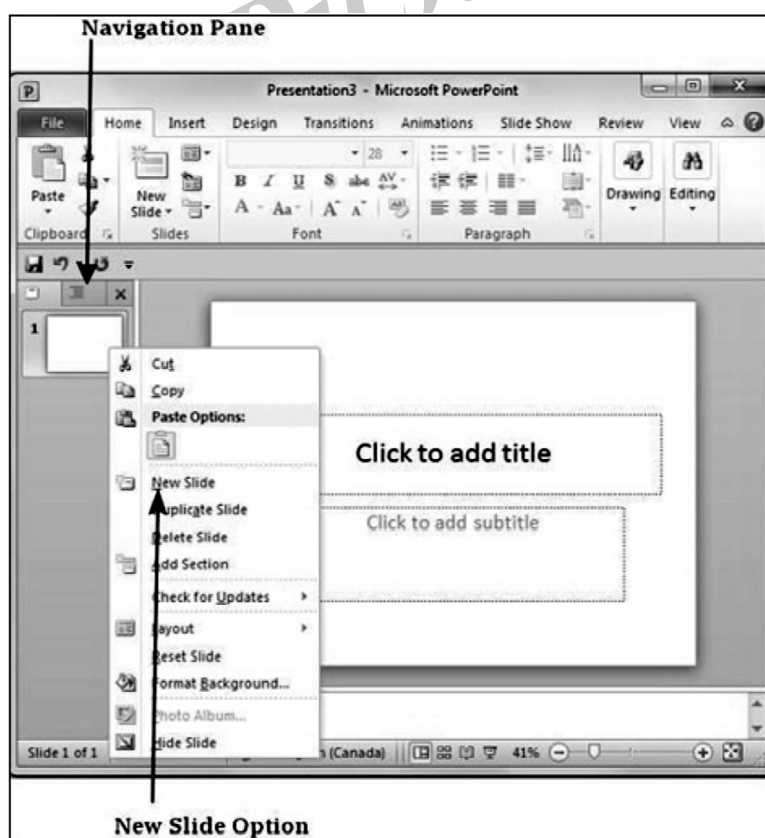 Navigation Pane
Presentation3 - Microsoft PowerPoint
File Home Insert Design Transitions Animations Slide Show Review View
28
Paste New Slide Drawing Editing
B I U S abc AV
A Aa A A
Clipboard Slides Font Paragraph
1
Cut
Copy
Paste Options:
New Slide
Duplicate Slide
Delete Slide
Add Section
Check for Updates
Layout
Reset Slide
Format Background...
Photo Album...
Hide Slide
Click to add title
Click to add subtitle
Slide 1 of 1 (Canada) 41%
New Slide Option